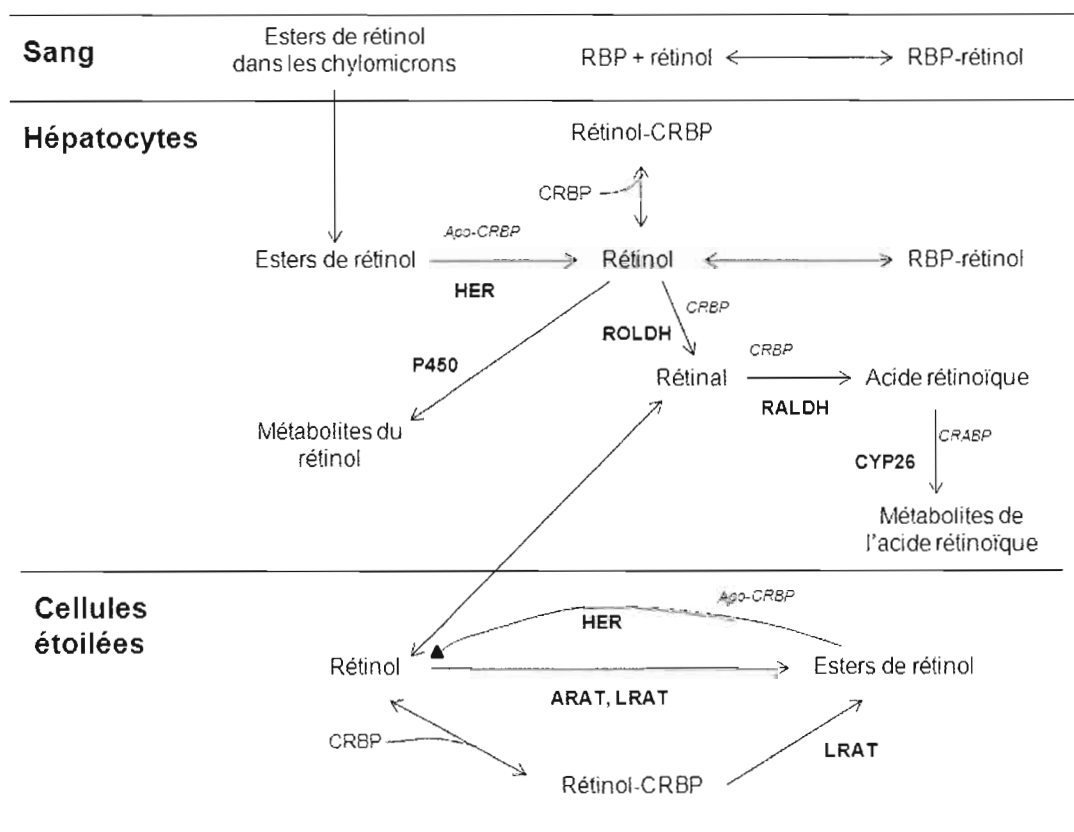 Sang
Esters de rétinol
dans les chylomicrons
RBP + rétinol
RBP-rétinol
Hépatocytes
Rétinol-CRBP
CRBP
Apo-CRBP
Esters de rétinol
Rétinol
RBP-rétinol
HER
CRBP
ROLDH
P450
CRBP
Rétinal
Acide rétinoïque
RALDH
Métabolites du
rétinol
CRABP
CYP26
Métabolites de
l'acide rétinoïque
Cellules
étoilées
Apo-CRBP
HER
Rétinol
Esters de rétinol
ARAT, LRAT
CRBP
LRAT
Rétinol-CRBP